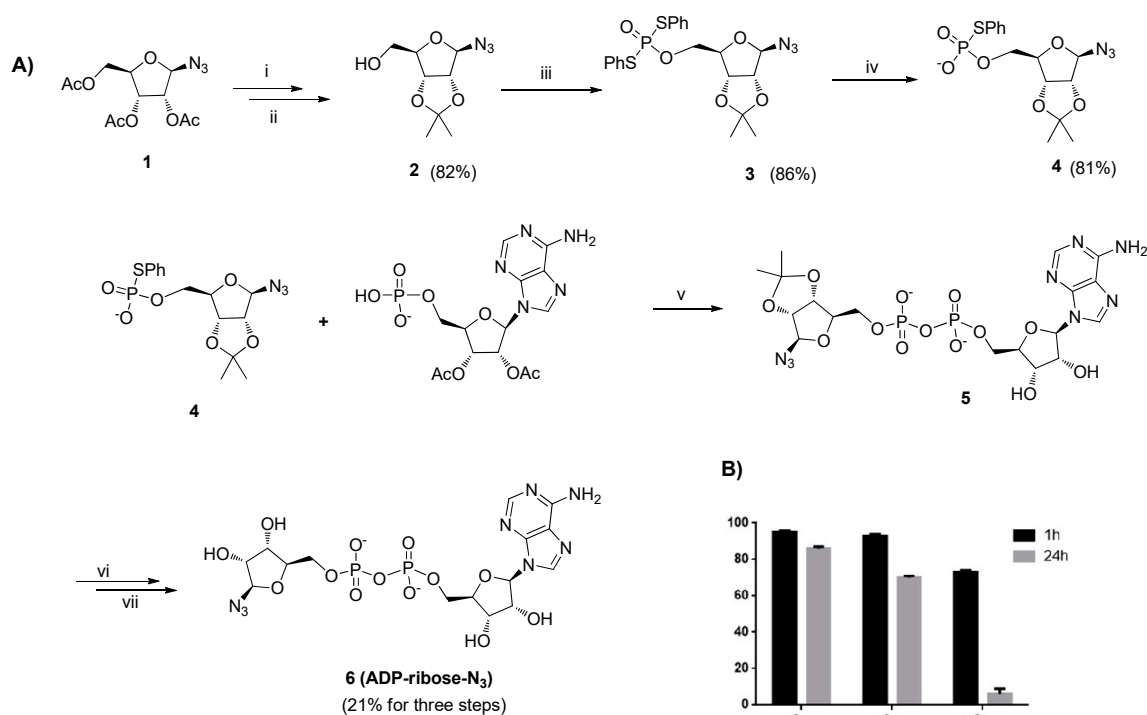 A)
AcO
O
N3
AcO
OAc
1
i
ii
HO
O
N3
O
O
2 (82%)
iii
SPh
O
P
PhS
O
O
N3
O
O
3 (86%)
iv
SPh
O
P
-O
O
O
N3
O
O
4 (81%)
SPh
O
P
O-
O
O
N3
O
O
4
+
O
HO P O
O-
N
N
N
N
NH2
O
AcO
OAc
v
O
O
O
N3
O
O-
P
O
O
O
P
O-
O
N
N
N
N
NH2
O
HO
OH
5
vi
vii
OH
HO
O
N3
O
O-
P
O
O
O
P
O-
O
N
N
N
N
NH2
O
HO
OH
6 (ADP-ribose-N3)
(21% for three steps)
B)
100
80
60
40
20
0
1h
24h